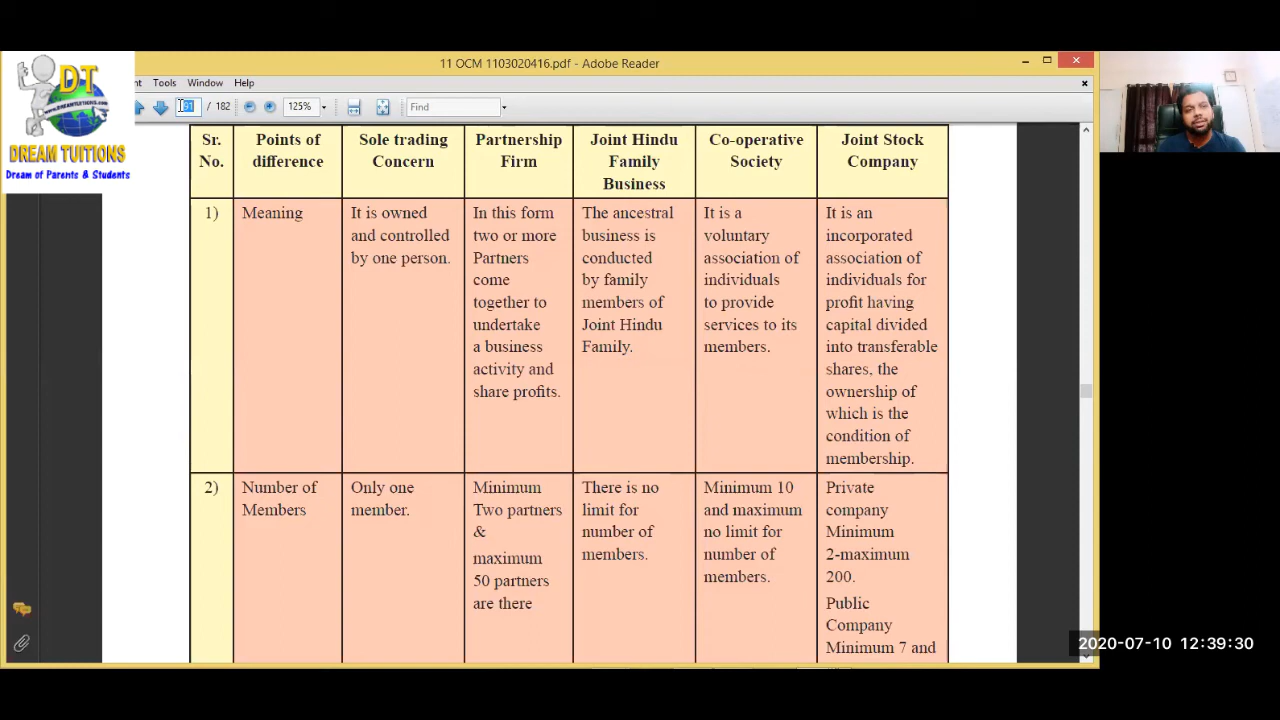 DT
www.DREAMTUTIONS.com
DREAM TUITIONS
Dream of Parents & Students
11 OCM 1103020416.pdf - Adobe Reader
nt Tools Window Help
/ 182 125% Find
Sr. No.
Points of difference
Sole trading Concern
Partnership Firm
Joint Hindu Family Business
Co-operative Society
Joint Stock Company
1)
Meaning
It is owned
and controlled
by one person.
In this form
two or more
Partners
come
together to
undertake
a business
activity and
share profits.
The ancestral
business is
conducted
by family
members of
Joint Hindu
Family.
It is a
voluntary
association of
individuals
to provide
services to its
members.
It is an
incorporated
association of
individuals for
profit having
capital divided
into transferable
shares, the
ownership of
which is the
condition of
membership.
2)
Number of
Members
Only one
member.
Minimum
Two partners
&
maximum
50 partners
are there
There is no
limit for
number of
members.
Minimum 10
and maximum
no limit for
number of
members.
Private
company
Minimum
2-maximum
200.
Public
Company
Minimum 7 and
2020-07-10 12:39:30